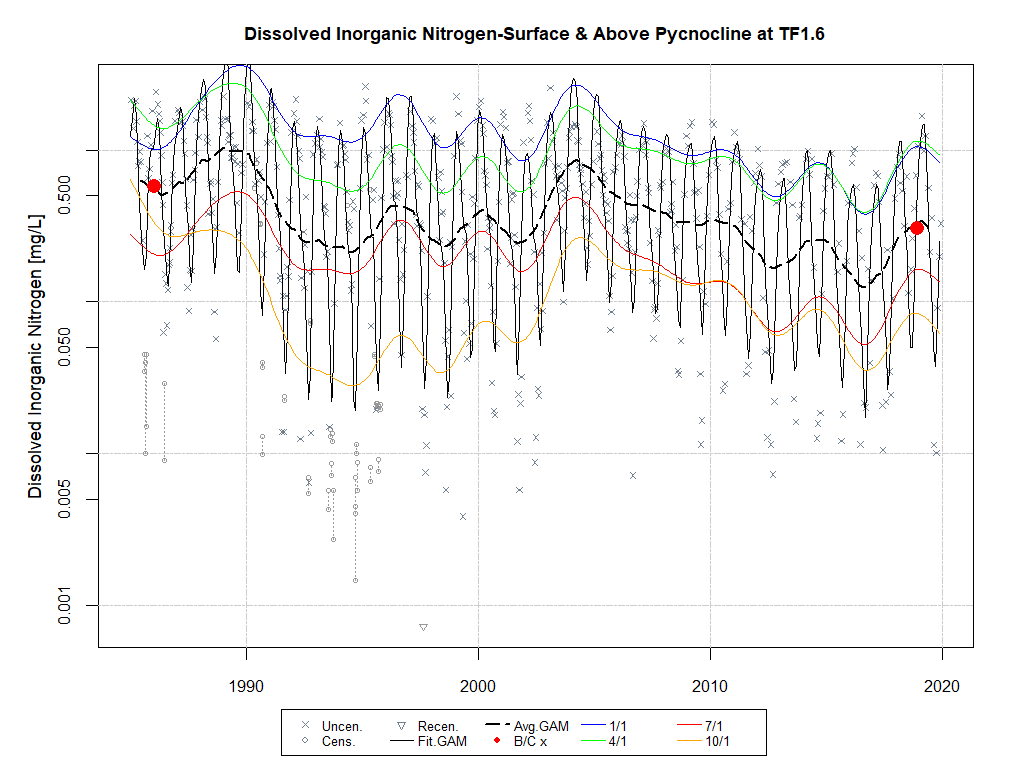 Dissolved Inorganic Nitrogen-Surface & Above Pycnocline at TF1.6
Dissolved Inorganic Nitrogen [mg/L]
0.500
0.050
0.005
0.001
1990 2000 2010 2020
Uncen. Recen. Avg.GAM 1/1 7/1
Cens. Fit.GAM B/C x 4/1 10/1